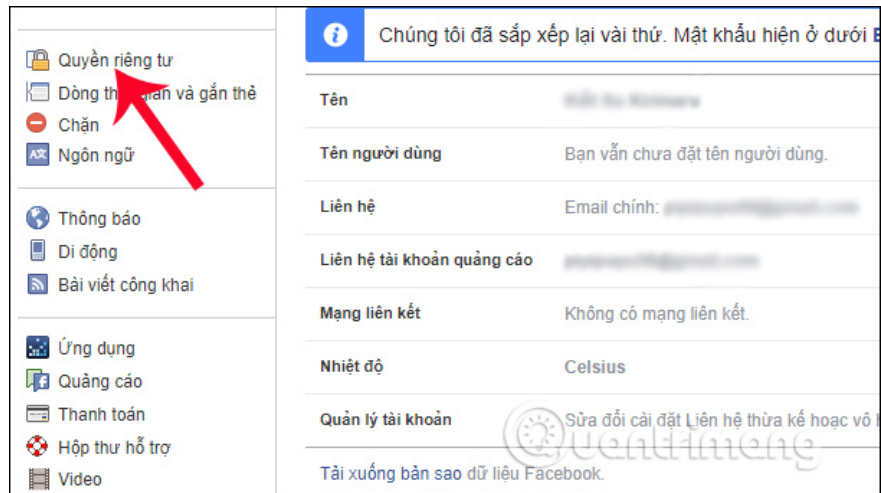 Quyền riêng tư
Dòng thời gian và gắn thẻ
Chặn
Ngôn ngữ
Thông báo
Di động
Bài viết công khai
Ứng dụng
Quảng cáo
Thanh toán
Hộp thư hỗ trợ
Video
Chúng tôi đã sắp xếp lại vài thứ. Mật khẩu hiện ở dưới
Tên
Tên người dùng Bạn vẫn chưa đặt tên người dùng.
Liên hệ Email chính:
Liên hệ tài khoản quảng cáo
Mạng liên kết Không có mạng liên kết.
Nhiệt độ Celsius
Quản lý tài khoản Sửa đổi cài đặt Liên hệ thừa kế hoặc vô
Tải xuống bản sao dữ liệu Facebook.
Quantrimang